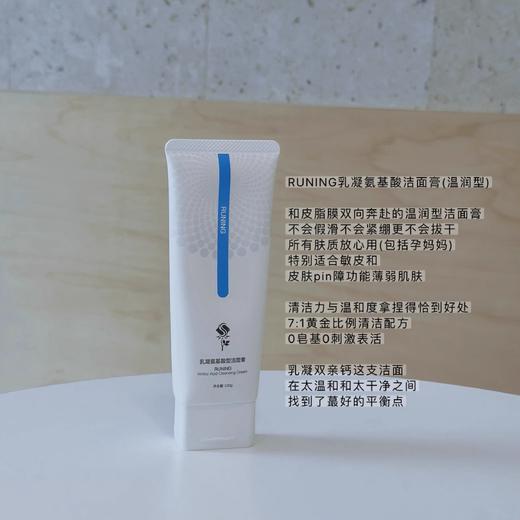 RUNING
乳凝氨基酸型洁面膏
RUNING
Amino Acid Cleansing Cream
RUNING乳凝氨基酸洁面膏(温润型)
和皮脂膜双向奔赴的温润型洁面膏
不会假滑不会紧绷更不会拔干
所有肤质放心用(包括孕妈妈)
特别适合敏皮和
皮肤pin障功能薄弱肌肤
清洁力与温和度拿捏得恰到好处
7:1黄金比例清洁配方
0皂基0刺激表活
乳凝双亲钙这支洁面
在太温和和太干净之间
找到了蕞好的平衡点